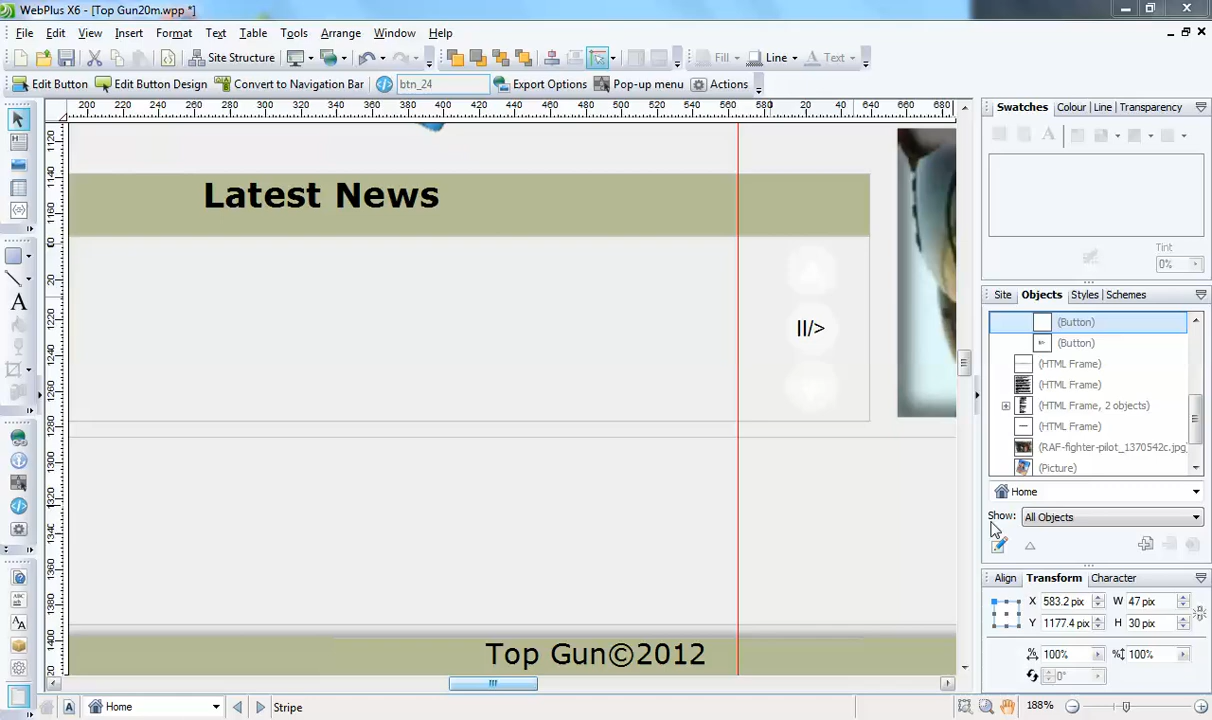 WebPlus X6 - [Top Gun20m.wpp *]
File Edit View Insert Format Text Table Tools Arrange Window Help
Site Structure Fill Line Text
Edit Button Edit Button Design Convert to Navigation Bar btn_24 Export Options Pop-up menu Actions
200 220 240 260 280 300 320 340 360 380 400 420 440 460 480 500 520 540 560 580 20 40 640 660 680
Swatches Colour Line Transparency
Latest News
Tint
0%
Site Objects Styles Schemes
(Button)
II/>
(Button)
(HTML Frame)
(HTML Frame)
(HTML Frame, 2 objects)
(HTML Frame)
(RAF-fighter-pilot_1370542c.jpg
(Picture)
Home
Show: All Objects
Align Transform Character
X 583.2 pix W 47 pix
Y 1177.4 pix H 30 pix
100% 100%
0°
Top Gun©2012
A Home Stripe 188%